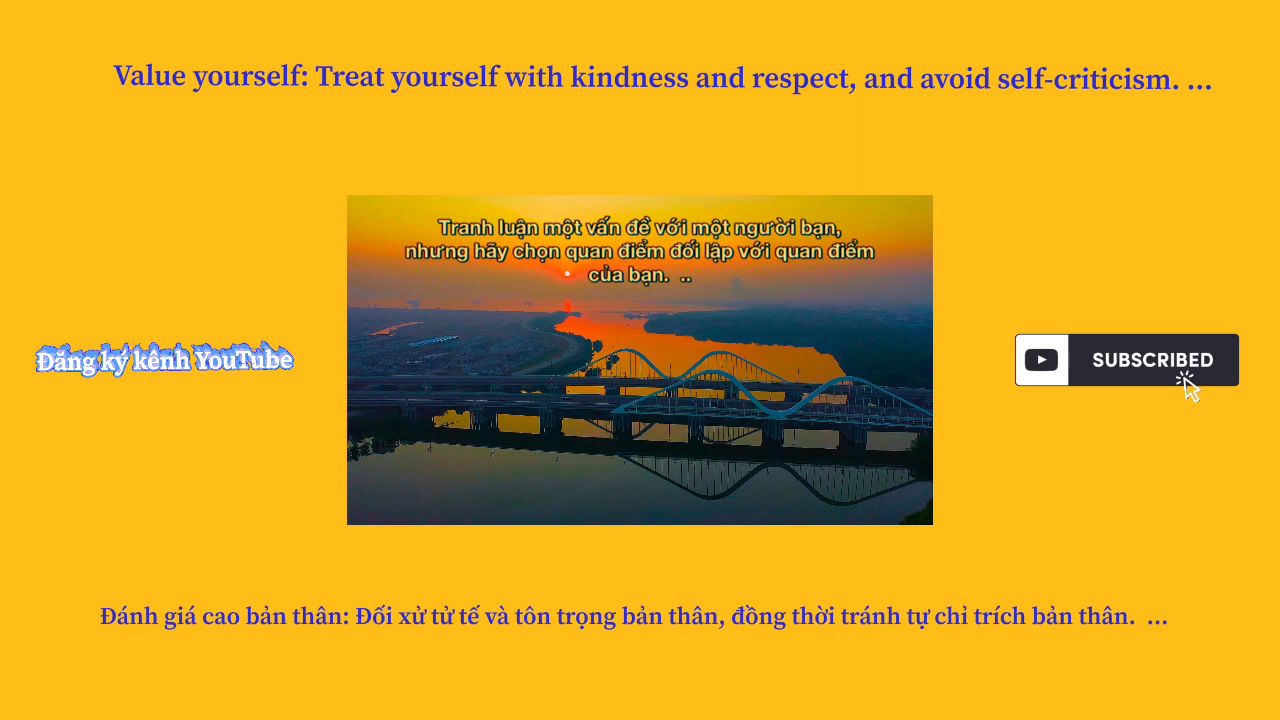 Value yourself: Treat yourself with kindness and respect, and avoid self-criticism. ...
Tranh luận một vấn đề với một người bạn,
nhưng hãy chọn quan điểm đối lập với quan điểm
của bạn. ..
Đăng ký kênh YouTube
SUBSCRIBED
Đánh giá cao bản thân: Đối xử tử tế và tôn trọng bản thân, đồng thời tránh tự chỉ trích bản thân. ...